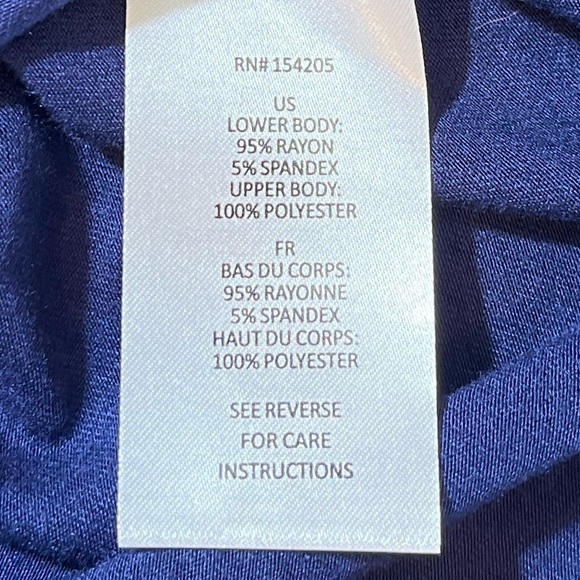 RN# 154205
US
LOWER BODY:
95% RAYON
5% SPANDEX
UPPER BODY:
100% POLYESTER
FR
BAS DU CORPS:
95% RAYONNE
5% SPANDEX
HAUT DU CORPS:
100% POLYESTER
SEE REVERSE
FOR CARE
INSTRUCTIONS